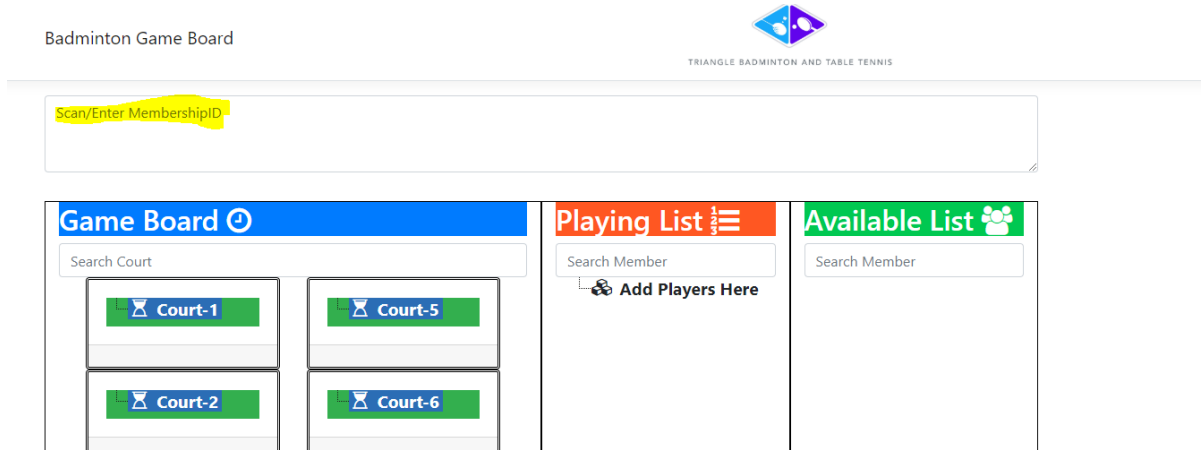 Badminton Game Board
TRIANGLE BADMINTON AND TABLE TENNIS
Scan/Enter MembershipID
Game Board
Search Court
Court-1
Court-5
Court-2
Court-6
Playing List
Search Member
Add Players Here
Available List
Search Member